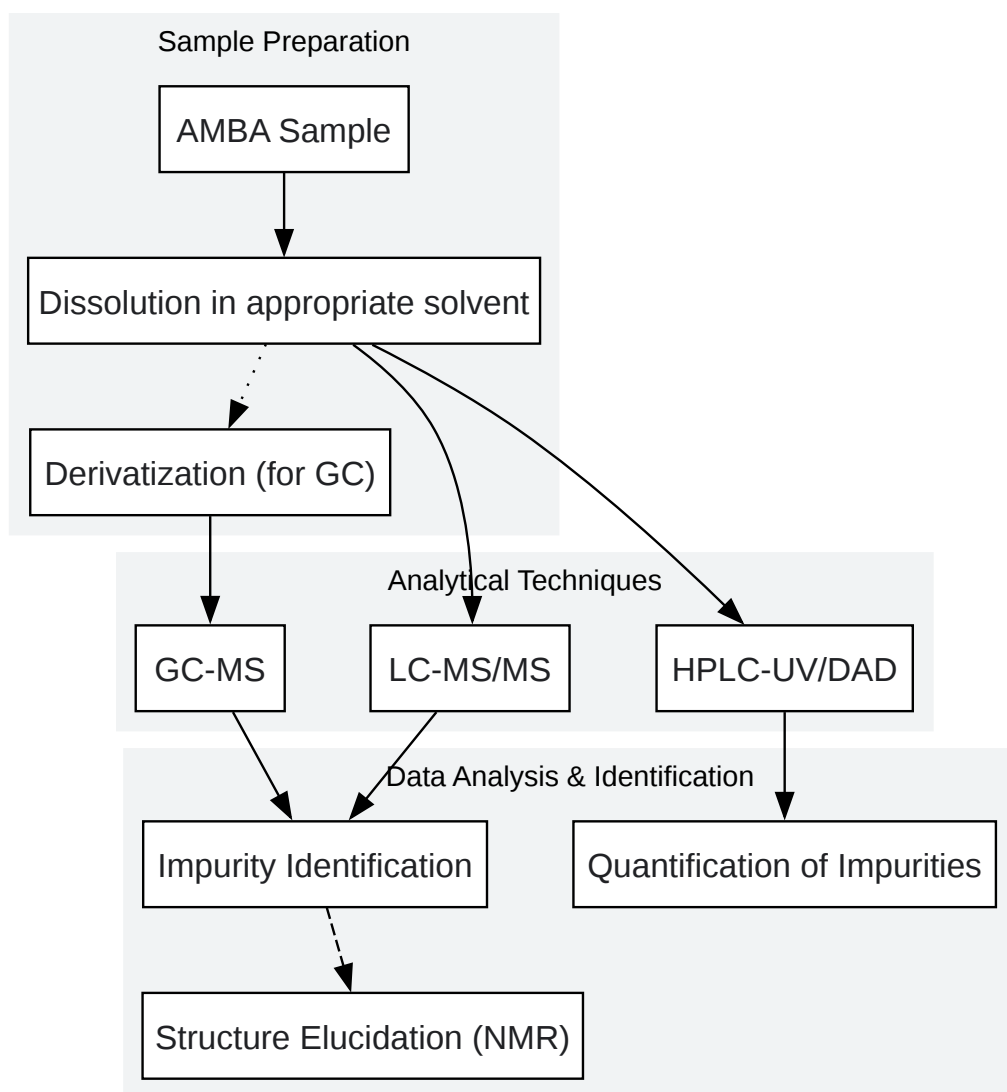 Sample Preparation
AMBA Sample
Dissolution in appropriate solvent
Derivatization (for GC)
Analytical Techniques
GC-MS
LC-MS/MS
HPLC-UV/DAD
Data Analysis & Identification
Impurity Identification
Quantification of Impurities
Structure Elucidation (NMR)